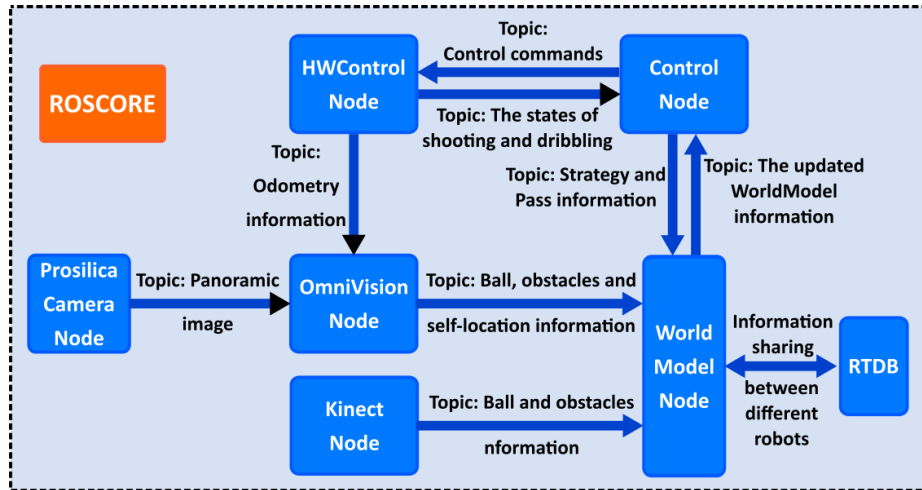 ROSCORE
HWControl
Node
Topic:
Control commands
Control
Node
Topic: The states of
shooting and dribbling
Topic:
Odometry
information
Topic: Strategy and
Pass information
Topic: The updated
WorldModel
information
Prosilica
Camera
Node
Topic: Panoramic
image
OmniVision
Node
Topic: Ball, obstacles and
self-location information
World
Model
Node
Information
sharing
between
different
robots
RTDB
Kinect
Node
Topic: Ball and obstacles
nformation